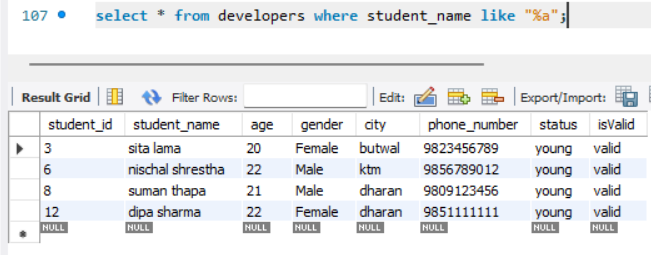 107 select * from developers where student_name like "%a";
Result Grid Filter Rows: Edit: Export/Import:
student_id student_name age gender city phone_number status isValid
3 sita lama 20 Female butwal 9823456789 young valid
6 nischal shrestha 22 Male ktm 9856789012 young valid
8 suman thapa 21 Male dharan 9809123456 young valid
12 dipa sharma 22 Female dharan 9851111111 young valid
NULL NULL NULL NULL NULL NULL NULL NULL